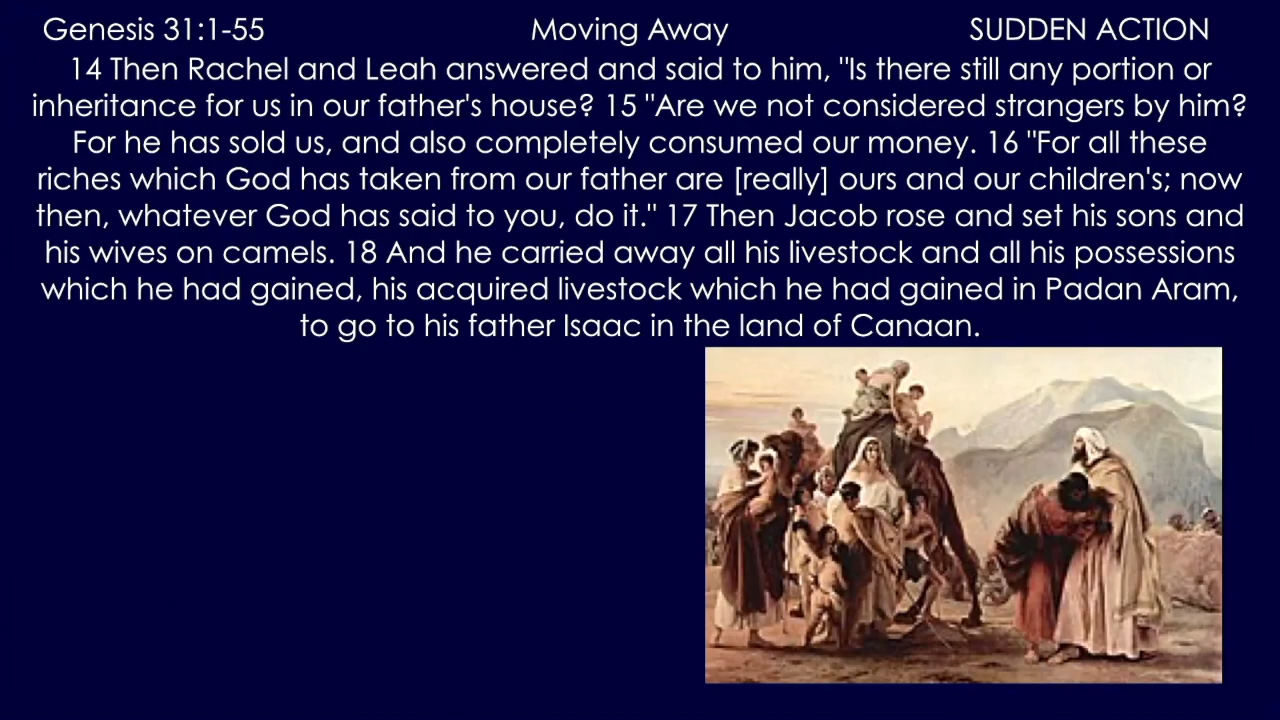 Genesis 31:1-55 Moving Away SUDDEN ACTION
14 Then Rachel and Leah answered and said to him, "Is there still any portion or
inheritance for us in our father's house? 15 "Are we not considered strangers by him?
For he has sold us, and also completely consumed our money. 16 "For all these
riches which God has taken from our father are [really] ours and our children's; now
then, whatever God has said to you, do it." 17 Then Jacob rose and set his sons and
his wives on camels. 18 And he carried away all his livestock and all his possessions
which he had gained, his acquired livestock which he had gained in Padan Aram,
to go to his father Isaac in the land of Canaan.